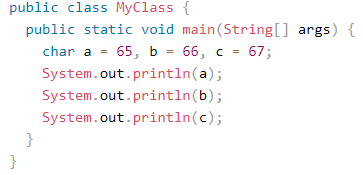 public class MyClass {
  public static void main(String[] args) {
    char a = 65, b = 66, c = 67;
    System.out.println(a);
    System.out.println(b);
    System.out.println(c);
  }
}